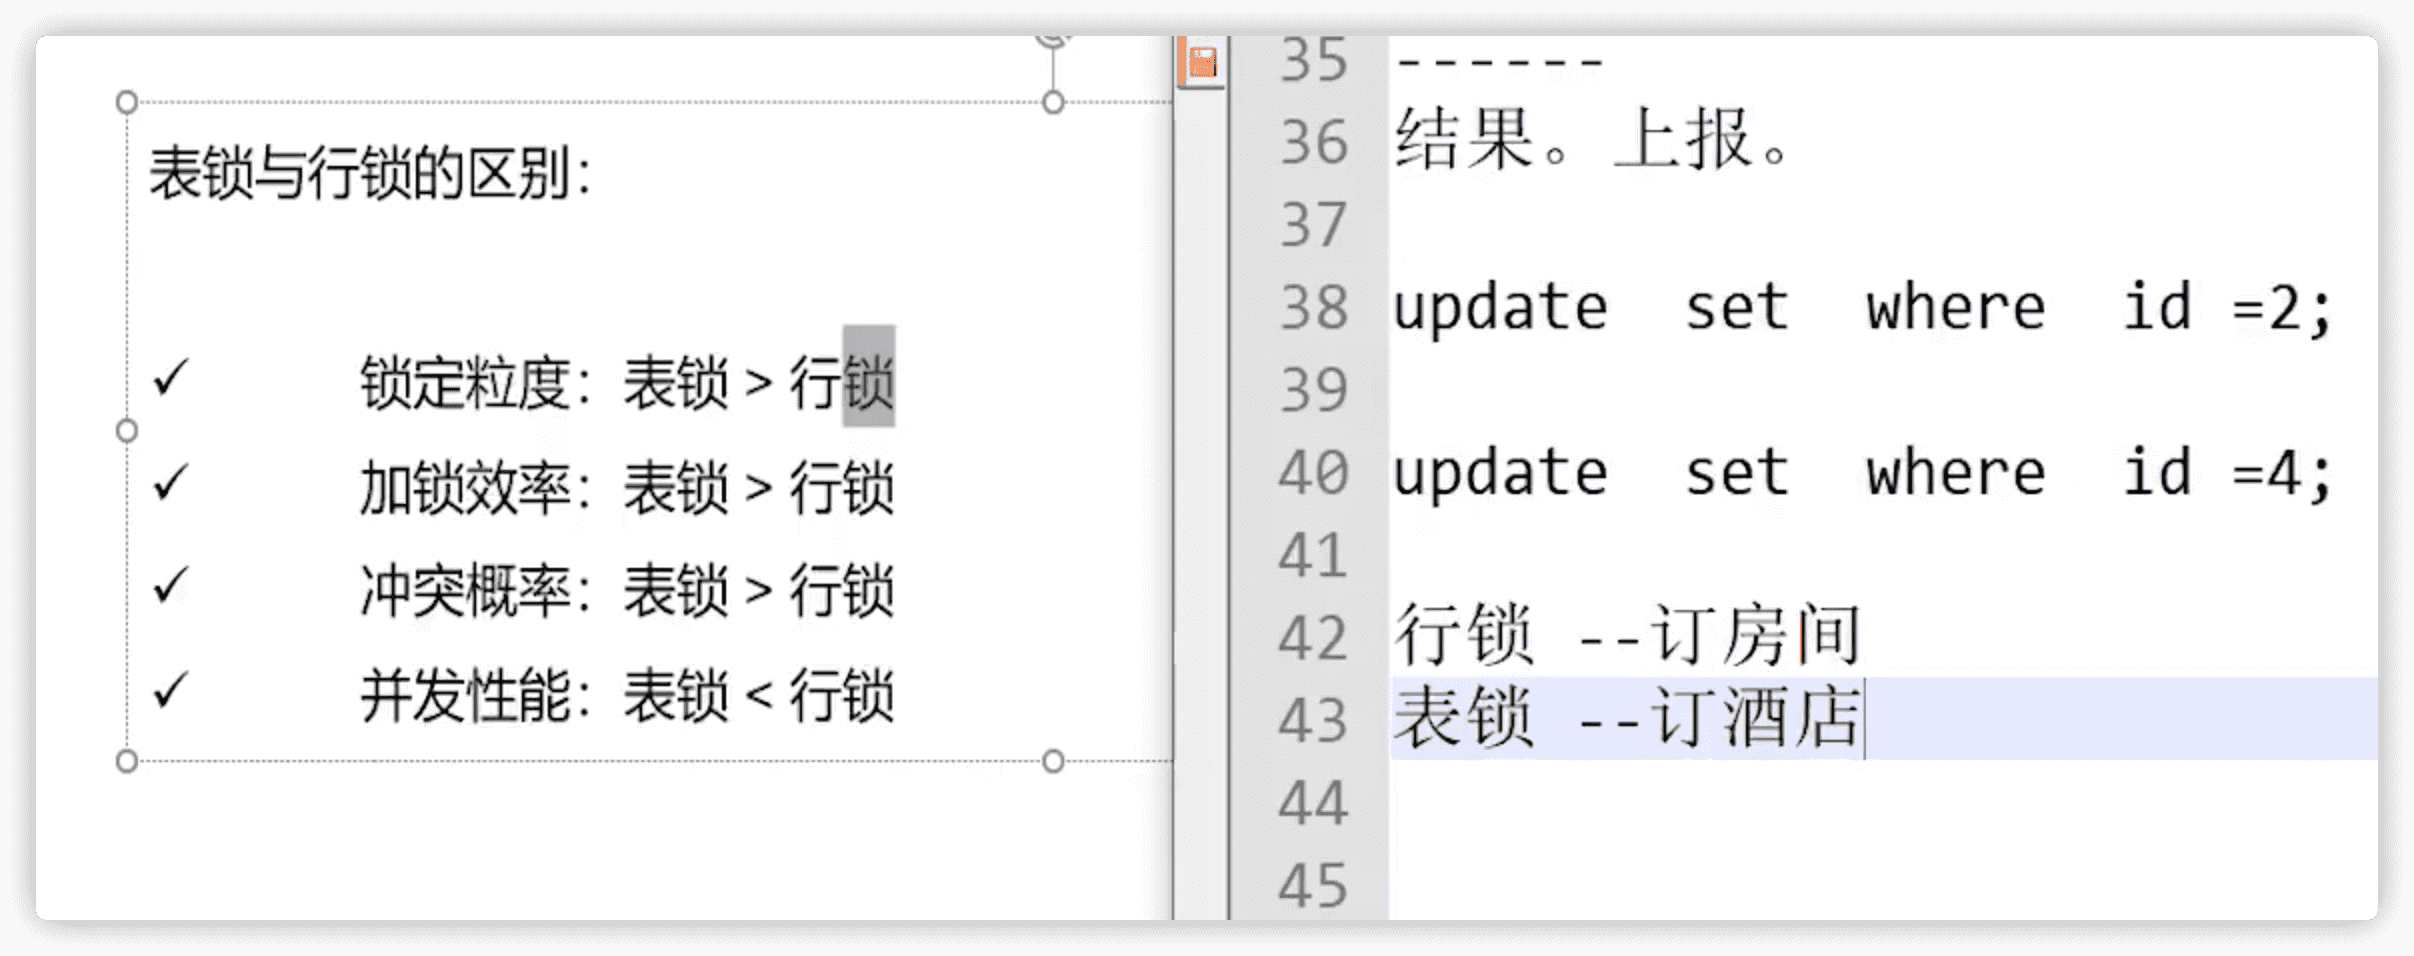 表锁与行锁的区别：
✓ 锁定粒度：表锁 > 行锁
✓ 加锁效率：表锁 > 行锁
✓ 冲突概率：表锁 > 行锁
✓ 并发性能：表锁 < 行锁
35 ------
36 结果。上报。
37
38 update set where id =2;
39
40 update set where id =4;
41
42 行锁 --订房间
43 表锁 --订酒店
44
45